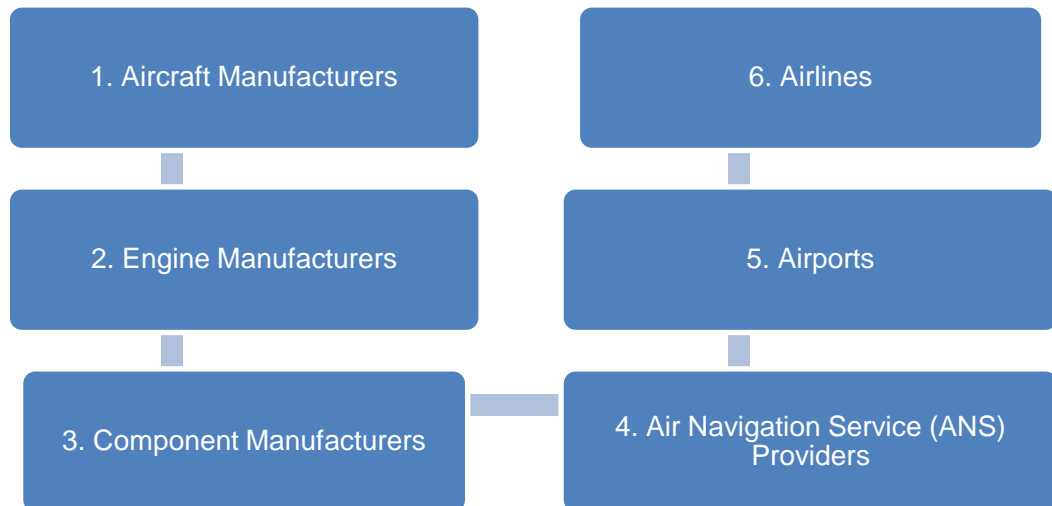 1. Aircraft Manufacturers
2. Engine Manufacturers
3. Component Manufacturers
4. Air Navigation Service (ANS)
Providers
5. Airports
6. Airlines